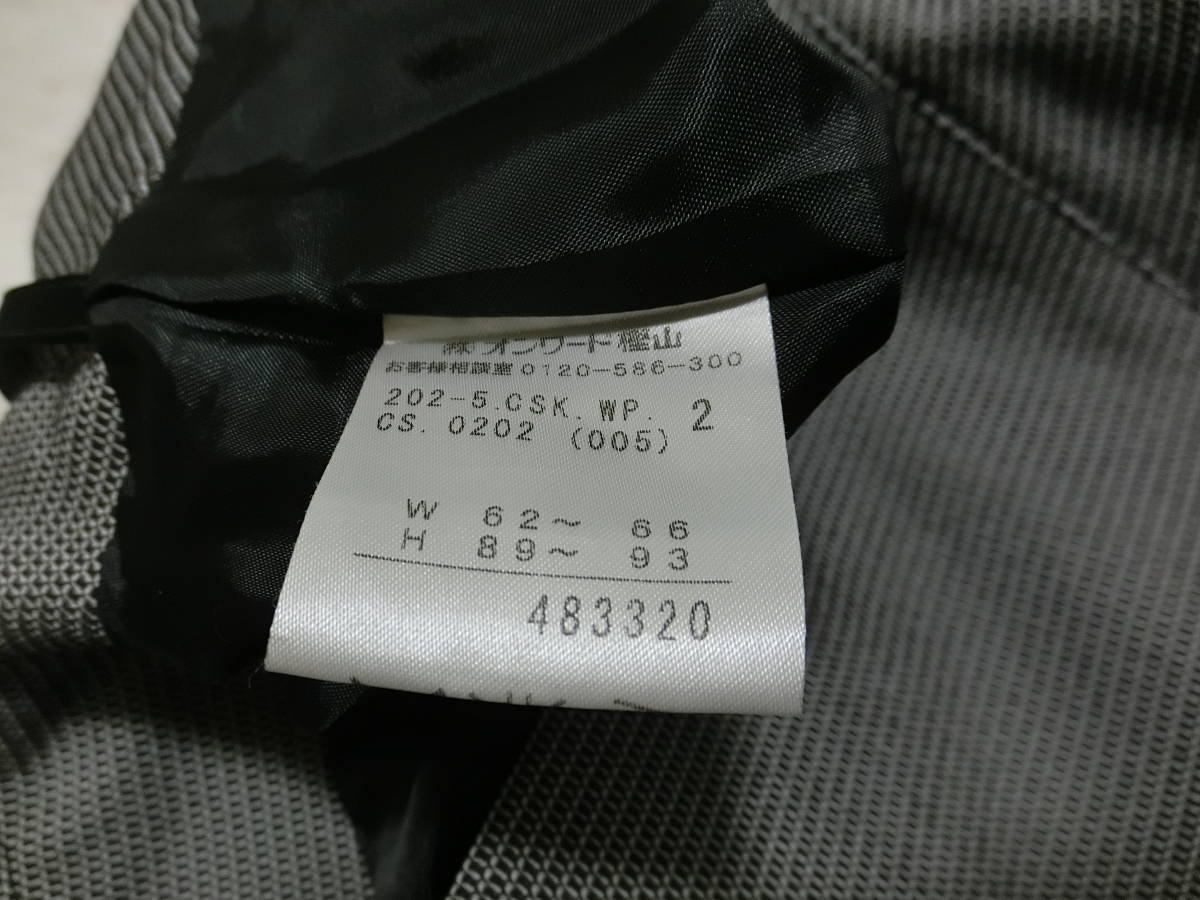 ㈱オンワード樫山
お客様相談室 0120-586-300
202-5.CSK.WP. 2
CS. 0202 (005)
W 62～ 66
H 89～ 93
483320